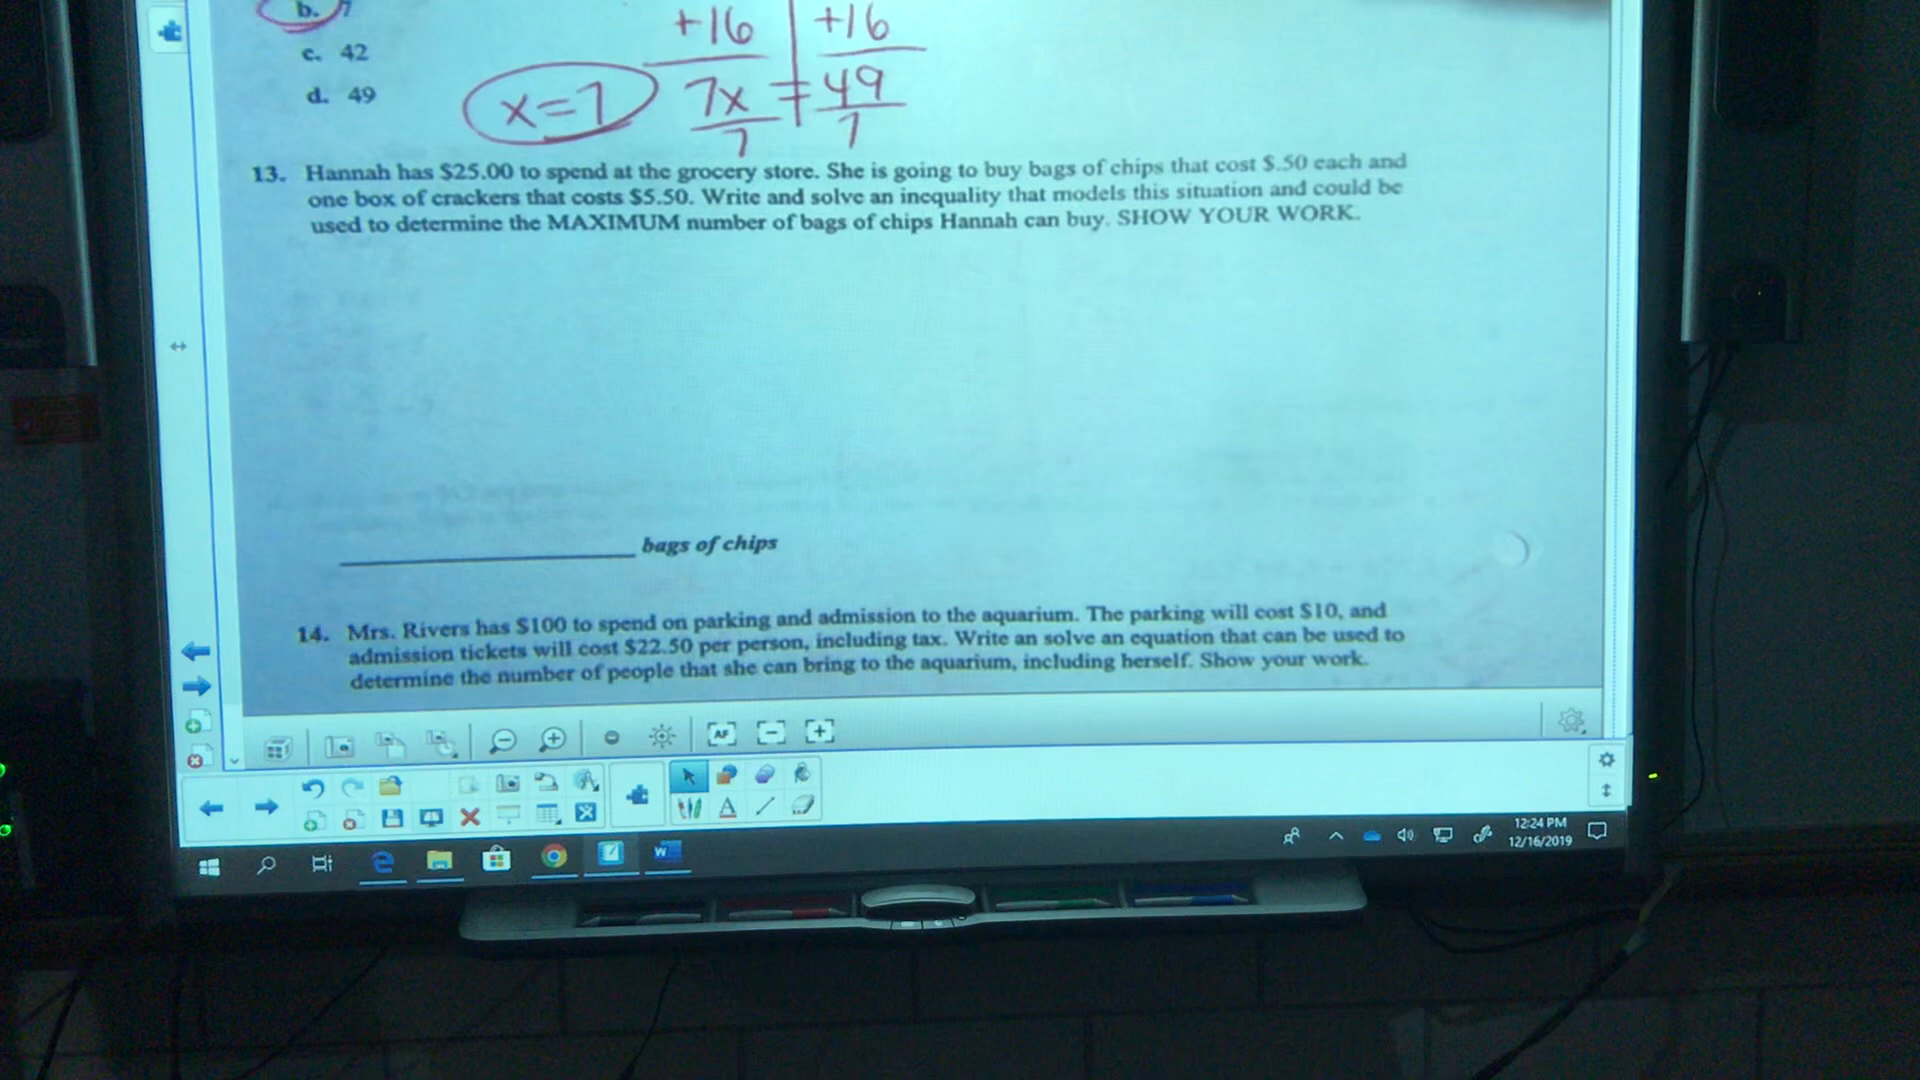 b. 7
c. 42
d. 49
+16 +16
x=7 7x = 49
7 7
13. Hannah has $25.00 to spend at the grocery store. She is going to buy bags of chips that cost $.50 each and
one box of crackers that costs $5.50. Write and solve an inequality that models this situation and could be
used to determine the MAXIMUM number of bags of chips Hannah can buy. SHOW YOUR WORK.
bags of chips
14. Mrs. Rivers has $100 to spend on parking and admission to the aquarium. The parking will cost $10, and
admission tickets will cost $22.50 per person, including tax. Write an solve an equation that can be used to
determine the number of people that she can bring to the aquarium, including herself. Show your work.
AF
A
W
12:24 PM
12/16/2019